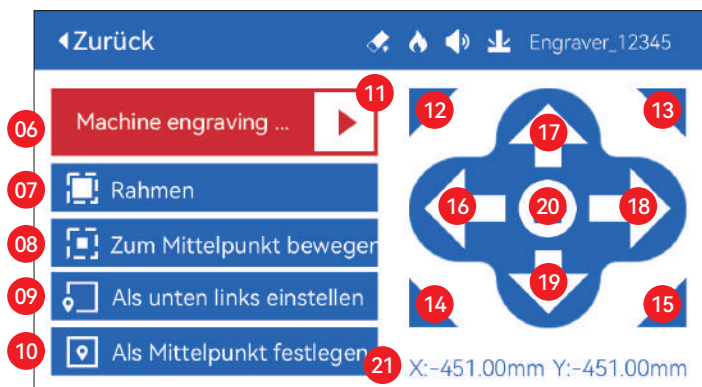 Zurück Engraver_12345
11
12 13
06 Machine engraving ...
17
07 Rahmen
16 20 18
08 Zum Mittelpunkt bewegen
09 Als unten links einstellen
19
14 15
10 Als Mittelpunkt festlegen
21 X:-451.00mm Y:-451.00mm